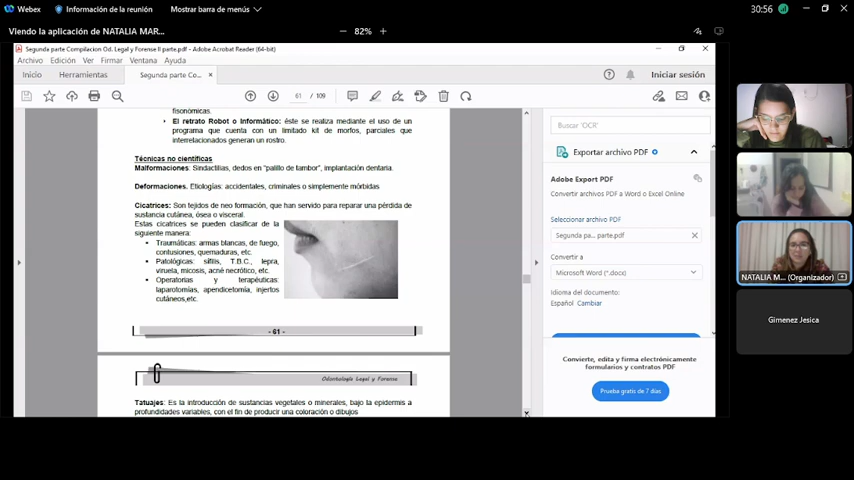 Webex
Información de la reunión
Mostrar barra de menús
30:56
Viendo la aplicación de NATALIA MAR...
82%
Segunda parte Compilacion Od. Legal y Forense II parte.pdf - Adobe Acrobat Reader (64-bit)
Archivo Edición Ver Firmar Ventana Ayuda
Inicio Herramientas Segunda parte Co... ×
Iniciar sesión
61 / 109
fisonómicas.
El retrato Robot o Informático: éste se realiza mediante el uso de un
programa que cuenta con un limitado kit de morfos, parciales que
interrelacionados generan un rostro.
Técnicas no científicas
Malformaciones: Sindactilias, dedos en "palillo de tambor", implantación dentaria.
Deformaciones. Etiologías: accidentales, criminales o simplemente mórbidas
Cicatrices: Son tejidos de neo formación, que han servido para reparar una pérdida de
sustancia cutánea, ósea o visceral.
Estas cicatrices se pueden clasificar de la
siguiente manera:
• Traumáticas: armas blancas, de fuego,
contusiones, quemaduras, etc.
• Patológicas: sífilis, T.B.C., lepra,
viruela, micosis, acné necrótico, etc.
• Operatorias y terapéuticas:
laparotomías, apendicetomía, injertos
cutáneos,etc.
- 61 -
Odontología Legal y Forense
Tatuajes: Es la introducción de sustancias vegetales o minerales, bajo la epidermis a
profundidades variables, con el fin de producir una coloración o dibujos
Buscar 'OCR'
Exportar archivo PDF
Adobe Export PDF
Convertir archivos PDF a Word o Excel Online
Seleccionar archivo PDF
Segunda pa... parte.pdf ×
Convertir a
Microsoft Word (*.docx)
Idioma del documento:
Español Cambiar
Convierte, edita y firma electrónicamente
formularios y contratos PDF
Prueba gratis de 7 días
NATALIA M... (Organizador)
Gimenez Jesica